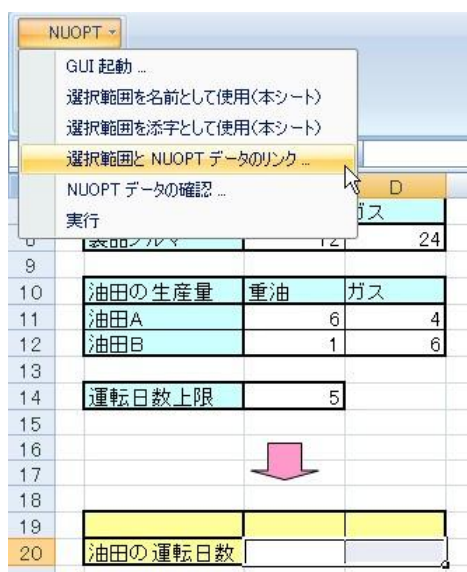 NUOPT
GUI 起動 ...
選択範囲を名前として使用(本シート)
選択範囲を添字として使用(本シート)
選択範囲と NUOPT データのリンク ...
NUOPT データの確認 ...
実行
D
ガス
8 製品ノルマ 12 24
9
10 油田の生産量 重油 ガス
11 油田A 6 4
12 油田B 1 6
13
14 運転日数上限 5
15
16
17
18
19
20 油田の運転日数